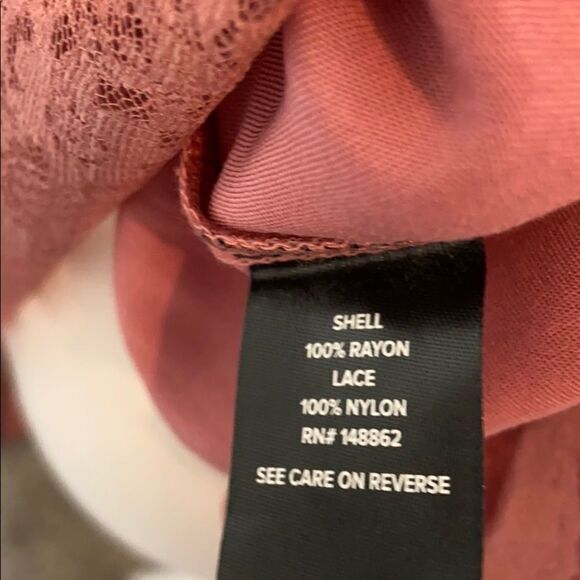 SHELL
100% RAYON
LACE
100% NYLON
RN# 148862
SEE CARE ON REVERSE